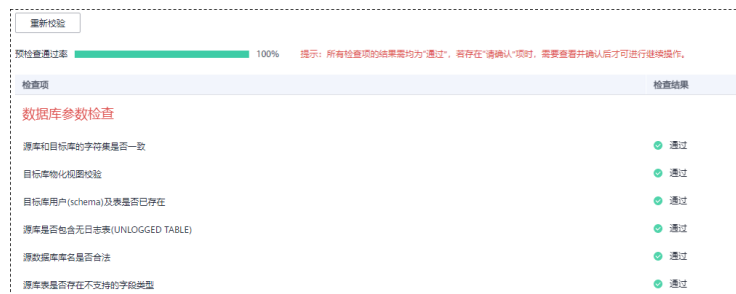 重新校验
预检查通过率 100% 提示：所有检查项的结果需均为“通过”，若存在“请确认”项时，需要查看并确认后才可进行继续操作。
检查项 检查结果
数据库参数检查
源库和目标库的字符集是否一致 通过
目标库物化视图校验 通过
目标库用户(schema)及表是否已存在 通过
源库是否包含无日志表(UNLOGGED TABLE) 通过
源数据库库名是否合法 通过
源库表是否存在不支持的字段类型 通过